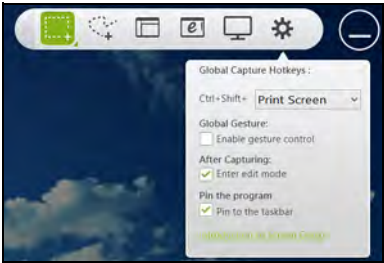 e
Global Capture Hotkeys :
Ctrl+Shift+ Print Screen
Global Gesture:
Enable gesture control
After Capturing:
Enter edit mode
Pin the program
Pin to the taskbar